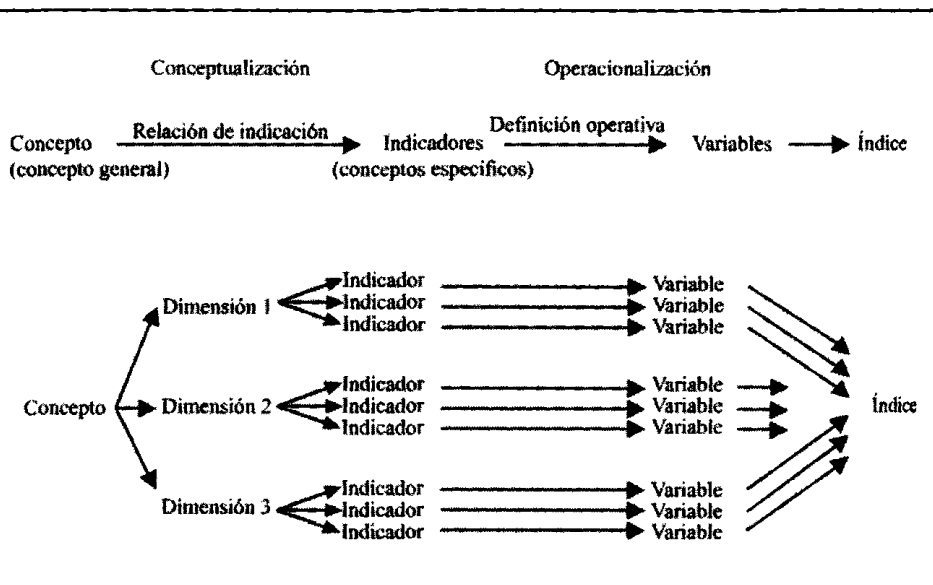 Conceptualización Operacionalización
Concepto Relación de indicación Indicadores Definición operativa Variables Índice
(concepto general) (conceptos específicos)
Indicador Variable
Dimensión 1 Indicador Variable
Indicador Variable
Indicador Variable
Concepto Dimensión 2 Indicador Variable Índice
Indicador Variable
Indicador Variable
Dimensión 3 Indicador Variable
Indicador Variable